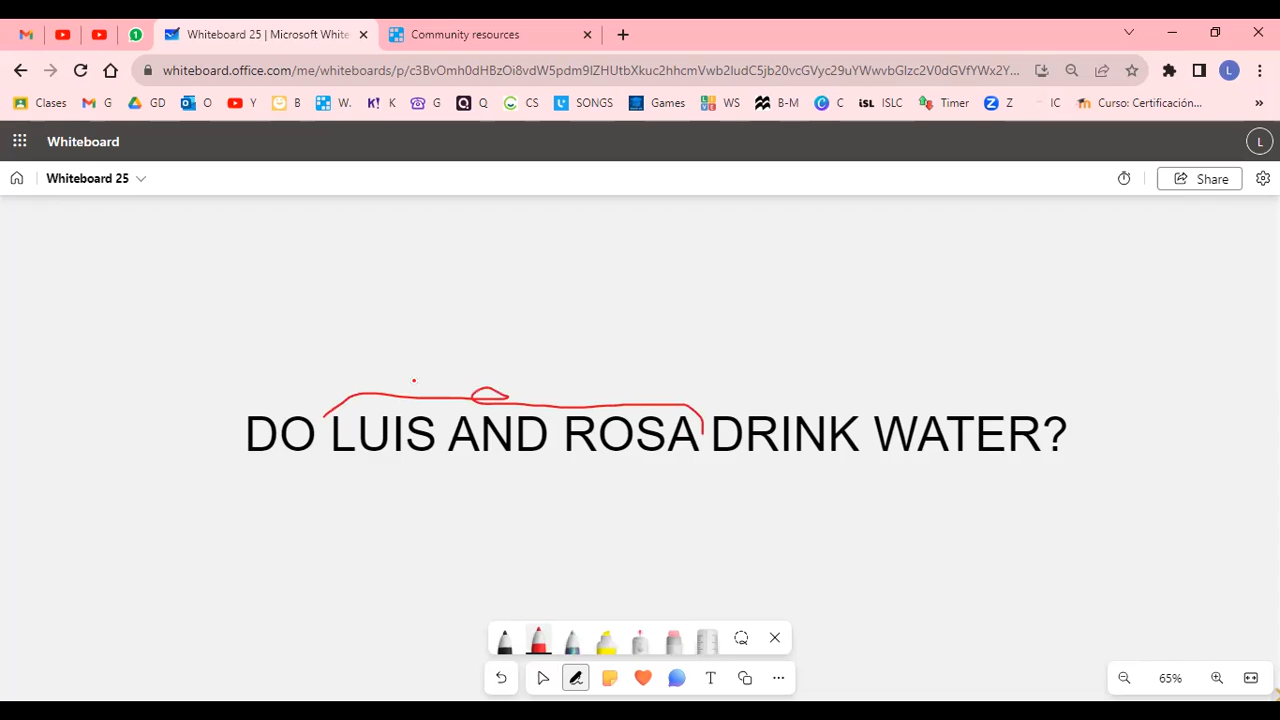 Whiteboard 25 | Microsoft White
Community resources
whiteboard.office.com/me/whiteboards/p/
Clases M G GD O Y B W. K! K G Q CS SONGS Games WS B-M C iSL ISLC Timer Z Z IC Curso: Certificación...
Whiteboard
L
Whiteboard 25
Share
DO LUIS AND ROSA DRINK WATER?
T
65%